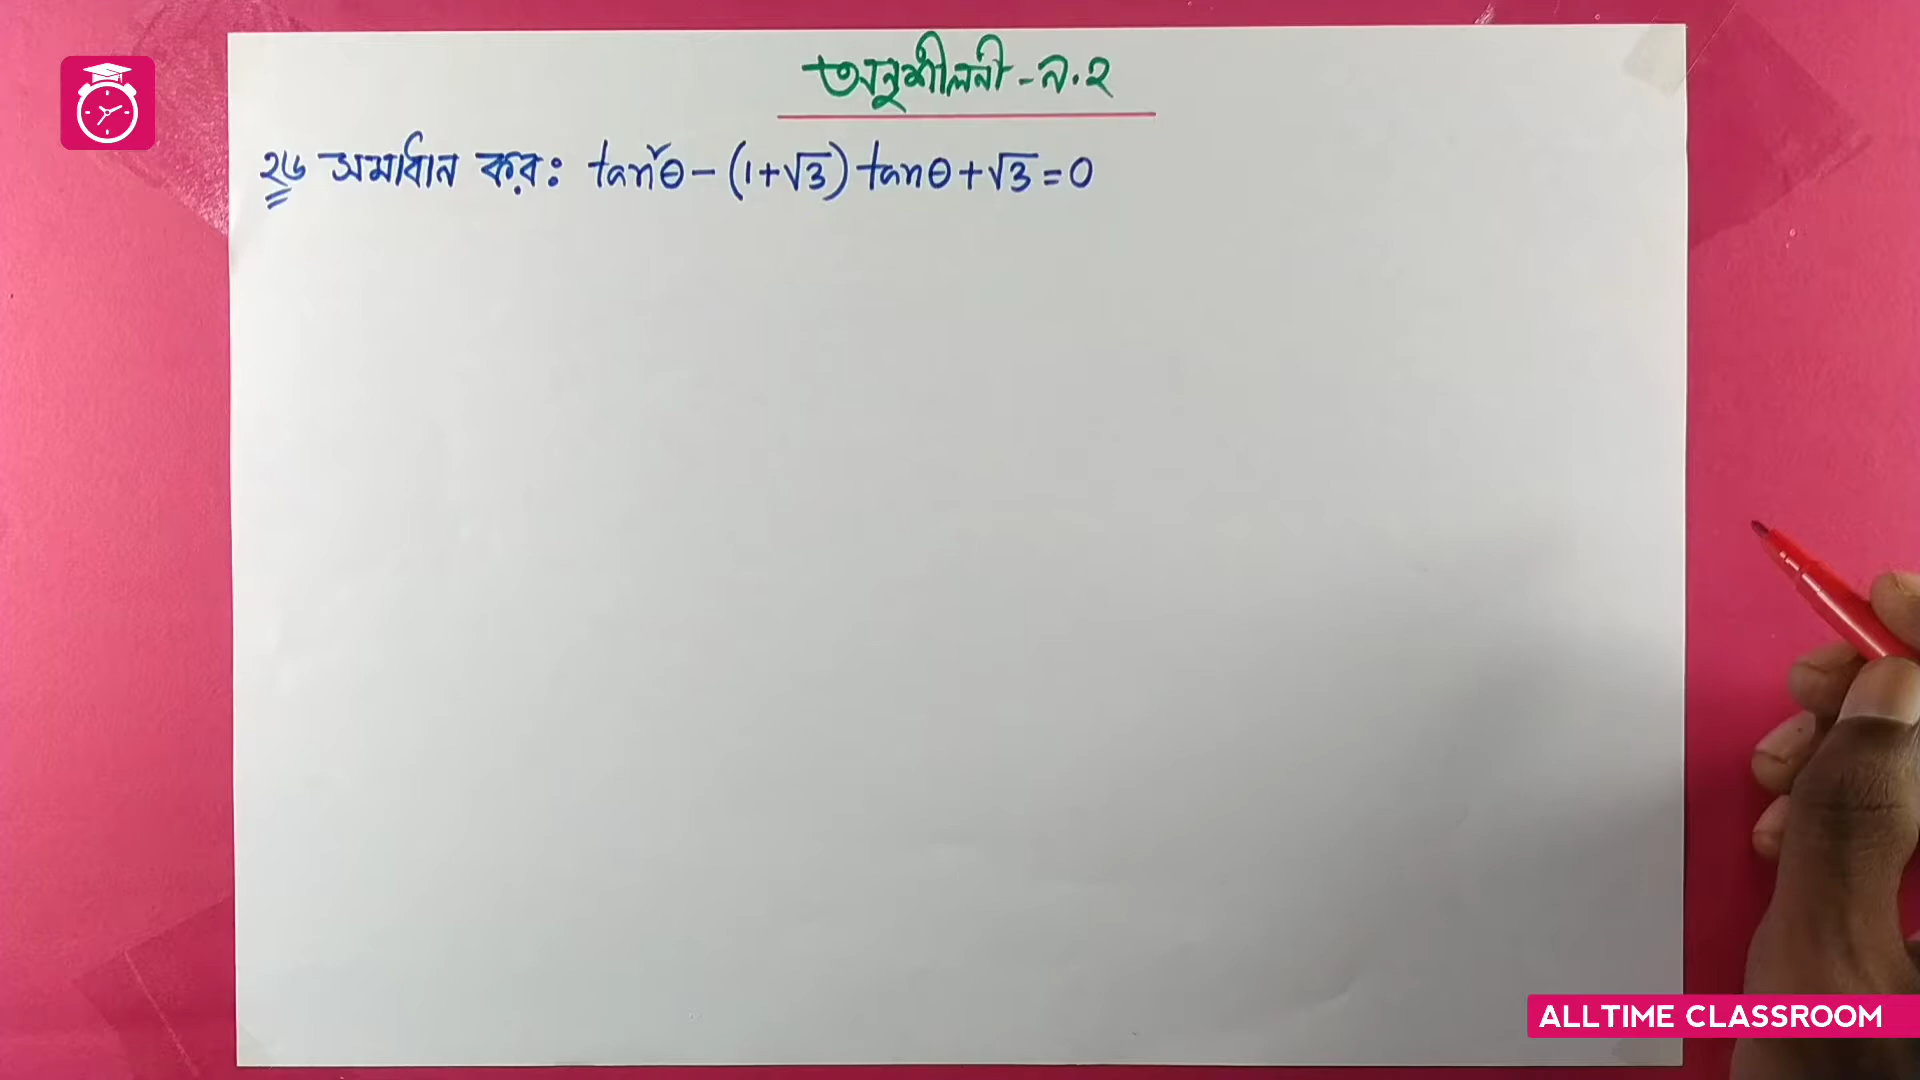 অনুশীলনী - ৯.২
২৬ সমাধান কর: tan²θ - (1+√3) tanθ + √3 = 0
ALLTIME CLASSROOM